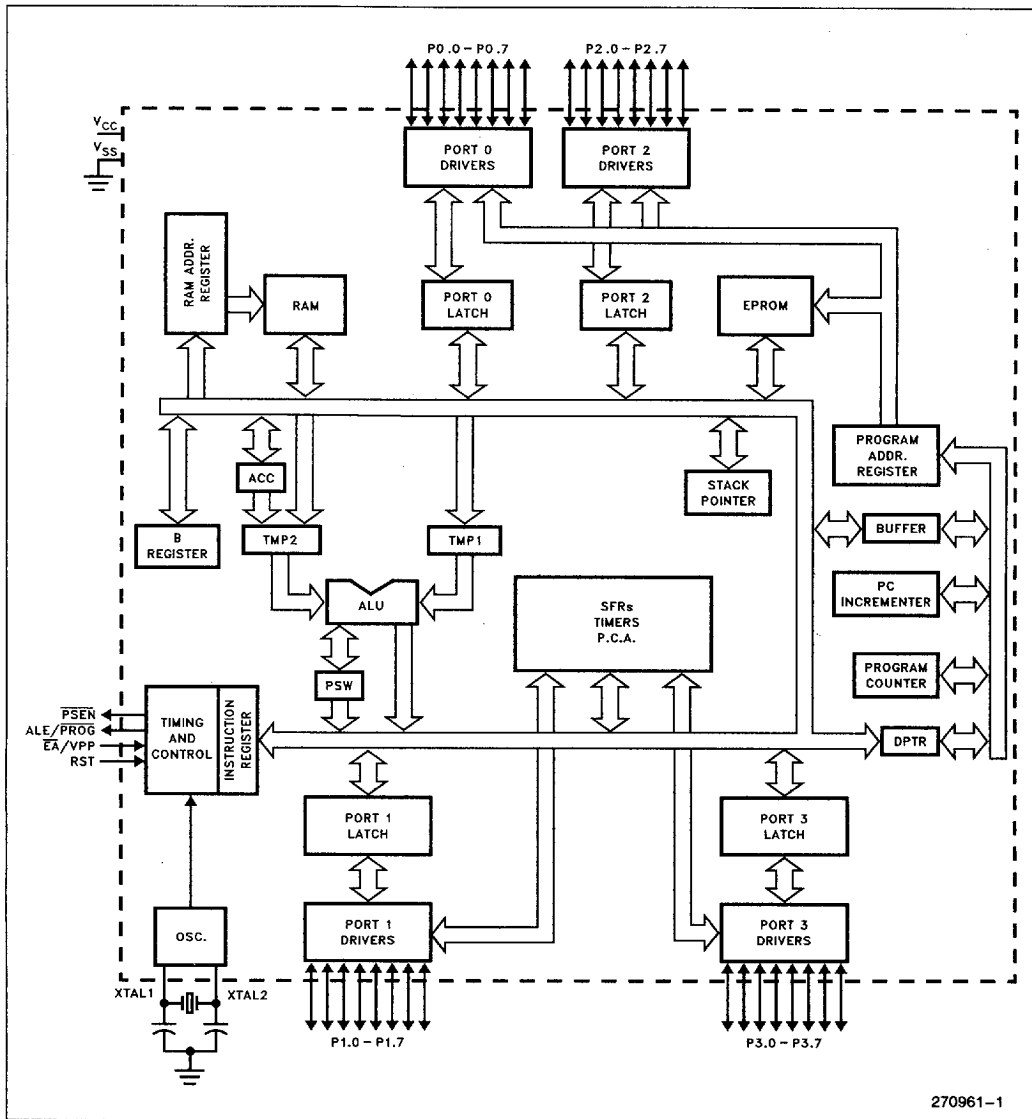 P0.0–P0.7
P2.0–P2.7
VCC
VSS
PORT 0
DRIVERS
PORT 2
DRIVERS
RAM ADDR.
REGISTER
RAM
PORT 0
LATCH
PORT 2
LATCH
EPROM
PROGRAM
ADDR.
REGISTER
ACC
STACK
POINTER
B
REGISTER
TMP2
TMP1
BUFFER
ALU
SFRs
TIMERS
P.C.A.
PC
INCREMENTER
PSW
PROGRAM
COUNTER
PSEN
ALE/PROG
EA/VPP
RST
TIMING
AND
CONTROL
INSTRUCTION
REGISTER
DPTR
PORT 1
LATCH
PORT 3
LATCH
OSC.
PORT 1
DRIVERS
PORT 3
DRIVERS
XTAL1
XTAL2
P1.0–P1.7
P3.0–P3.7
270961–1